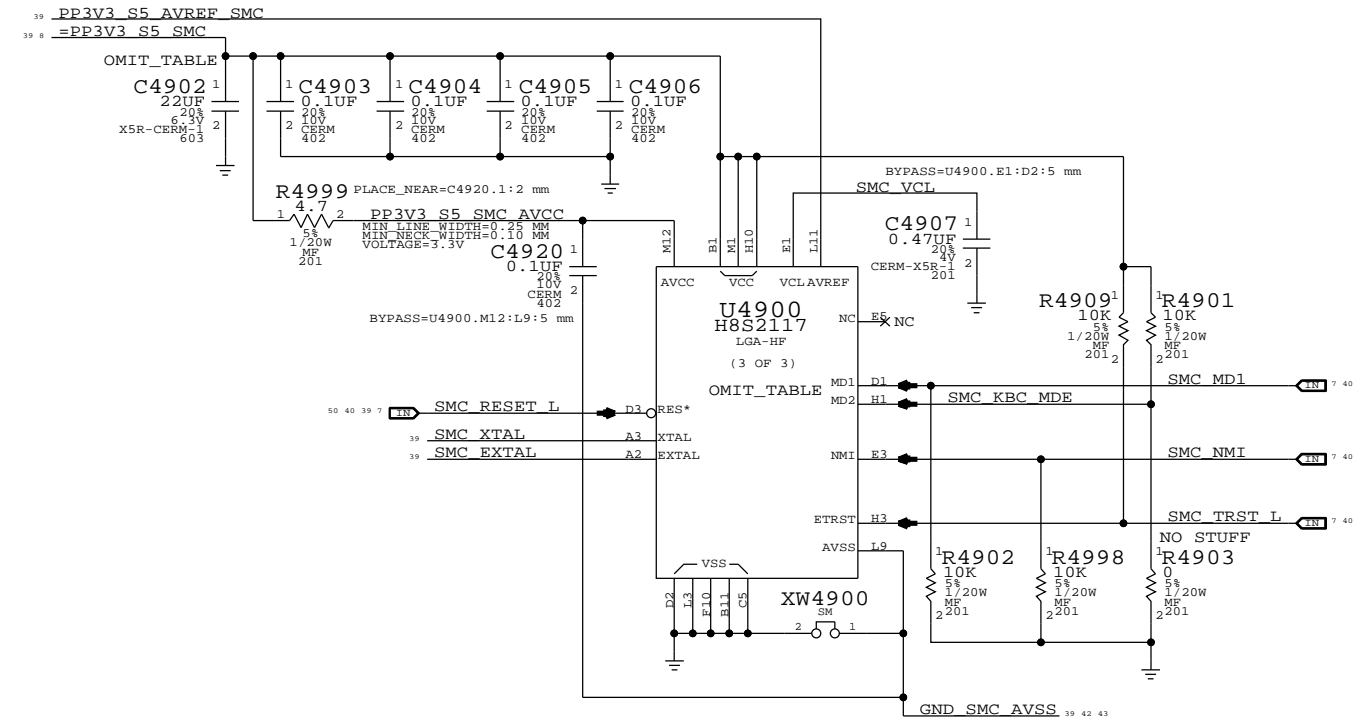 39 PP3V3_S5_AVREF_SMC
39 8 =PP3V3_S5_SMC
OMIT_TABLE
C4902 1
22UF
20%
6.3V
X5R-CERM-1
603
2
1 C4903
0.1UF
20%
10V
CERM
402
2
1 C4904
0.1UF
20%
10V
CERM
402
2
1 C4905
0.1UF
20%
10V
CERM
402
2
1 C4906
0.1UF
20%
10V
CERM
402
2
R4999 PLACE_NEAR=C4920.1:2 mm
1 4.7 2
5%
1/20W
MF
201
PP3V3_S5_SMC_AVCC
MIN_LINE_WIDTH=0.25 MM
MIN_NECK_WIDTH=0.10 MM
VOLTAGE=3.3V
C4920 1
0.1UF
20%
10V
CERM
402
2
BYPASS=U4900.M12:L9:5 mm
BYPASS=U4900.E1:D2:5 mm
SMC_VCL
C4907 1
0.47UF
20%
4V
CERM-X5R-1
201
2
M12 B1 M1 H10 E1 L11
AVCC VCC VCL AVREF
U4900
H8S2117
LGA-HF
(3 OF 3)
OMIT_TABLE
NC E5 NC
R4909 1
10K
5%
1/20W
MF
201 2
1 R4901
10K
5%
1/20W
MF
2 201
MD1 D1 SMC_MD1 IN 7 40
MD2 H1 SMC_KBC_MDE
50 40 39 7 IN SMC_RESET_L D3 RES*
39 SMC_XTAL A3 XTAL
39 SMC_EXTAL A2 EXTAL
NMI E3 SMC_NMI IN 7 40
ETRST H3 SMC_TRST_L IN 7 40
AVSS L9
NO STUFF
1 R4902
10K
5%
1/20W
MF
2 201
1 R4998
10K
5%
1/20W
MF
2 201
1 R4903
0
5%
1/20W
MF
2 201
VSS
D2 L3 F10 B11 C5
XW4900
SM
2 1
GND_SMC_AVSS 39 42 43